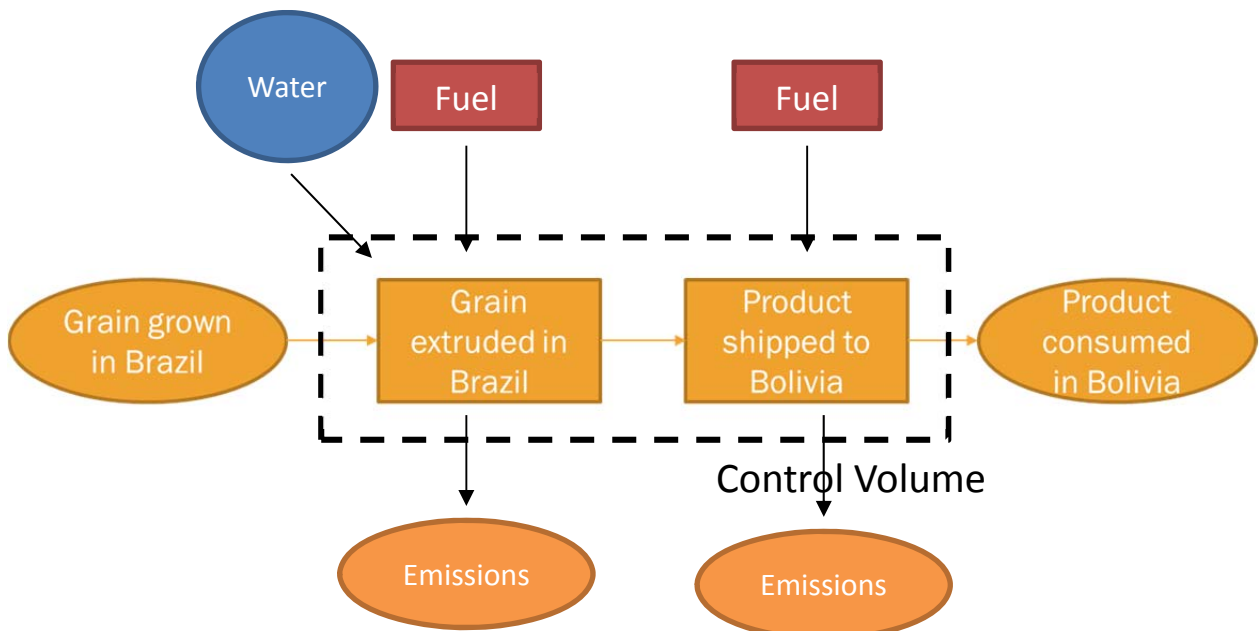 Water
Fuel
Fuel
Grain grown
in Brazil
Grain
extruded in
Brazil
Product
shipped to
Bolivia
Product
consumed
in Bolivia
Control Volume
Emissions
Emissions